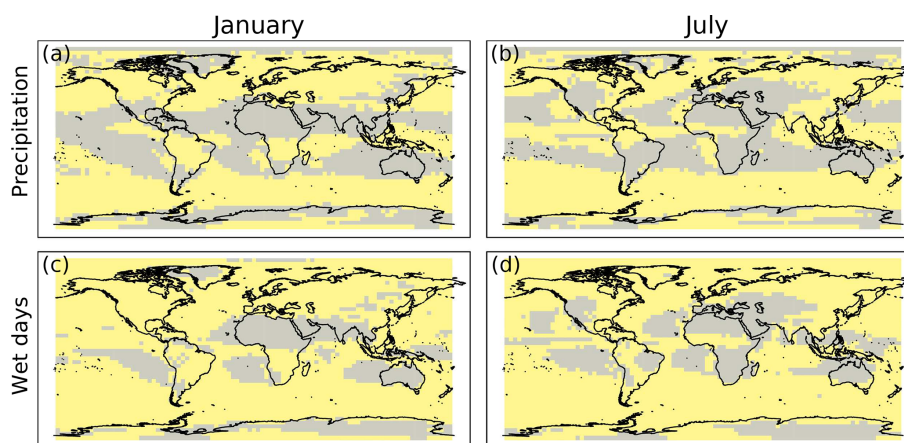 January
July
Precipitation
(a)
(b)
Wet days
(c)
(d)